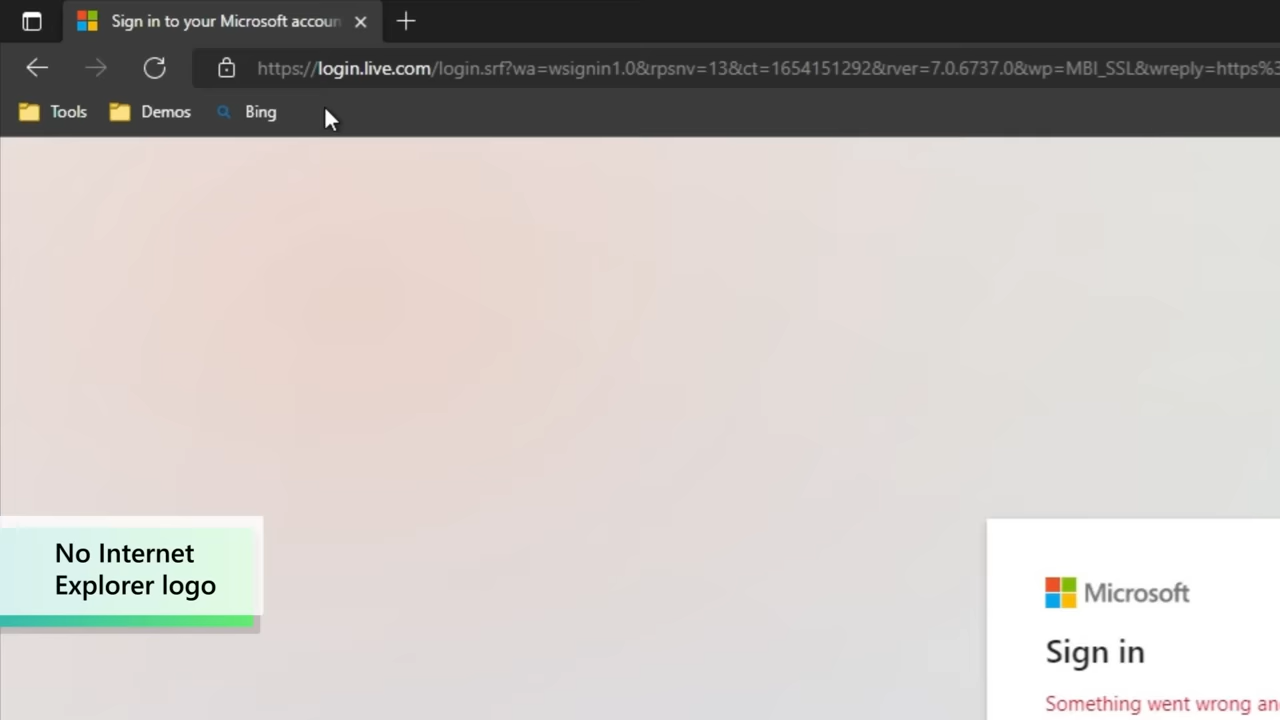 Sign in to your Microsoft accoun
https://login.live.com/login.srf?wa=wsignin1.0&rpsnv=13&ct=1654151292&rver=7.0.6737.0&wp=MBI_SSL&wreply=https%3
Tools Demos Bing
No Internet
Explorer logo
Microsoft
Sign in
Something went wrong an